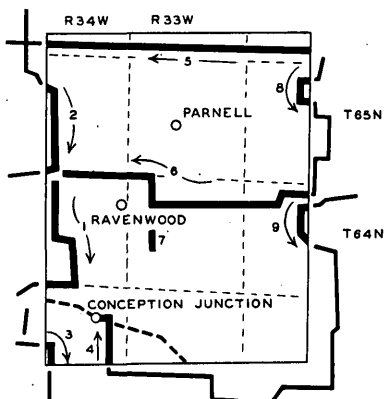 R34W R33W
5
8
2
PARNELL
T65N
6
RAVENWOOD
1
7
9
T64N
CONCEPTION JUNCTION
3
4